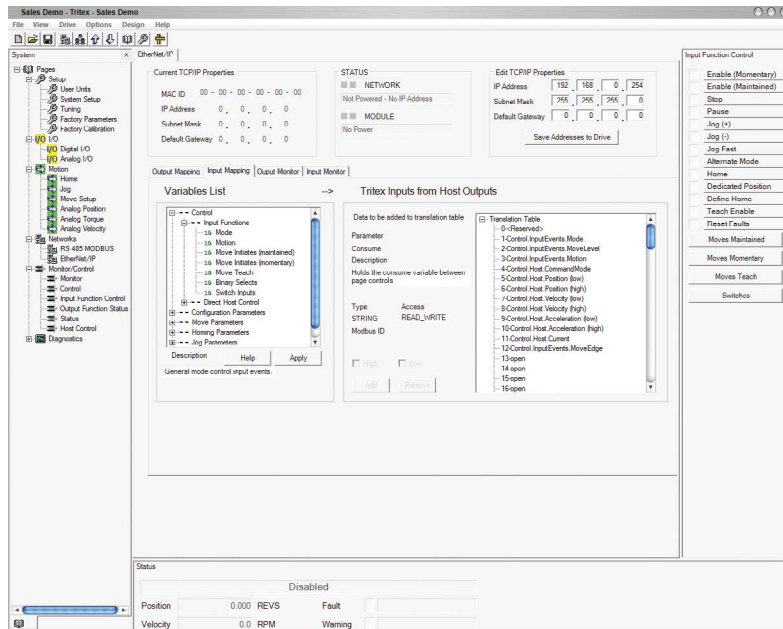 Sales Demo - Tritex - Sales Demo
File View Drive Options Design Help
System
Pages
Setup
User Units
System Setup
Tuning
Factory Parameters
Factory Calibration
I/O I/O
I/O Digital I/O
I/O Analog I/O
Motion
Home
Jog
Move Setup
Analog Position
Analog Torque
Analog Velocity
Networks
RS 485 MODBUS
EtherNet/IP
Monitor/Control
Monitor
Control
Input Function Control
Output Function Status
Status
Host Control
Diagnostics
EtherNet/IP
Current TCP/IP Properties
MAC ID 00 - 00 - 00 - 00 - 00 - 00
IP Address 0 . 0 . 0 . 0
Subnet Mask 0 . 0 . 0 . 0
Default Gateway 0 . 0 . 0 . 0
STATUS
NETWORK
Not Powered - No IP Address
MODULE
No Power
Edit TCP/IP Properties
IP Address 192 . 168 . 0 . 254
Subnet Mask 255 . 255 . 255 . 0
Default Gateway 0 . 0 . 0 . 0
Save Addresses to Drive
Output Mapping Input Mapping Ouput Monitor Input Monitor
Variables List -->
Control
Input Functions
16 Mode
16 Motion
16 Move Initiates (maintained)
16 Move Initiates (momentary)
16 Move Teach
16 Binary Selects
16 Switch Inputs
Direct Host Control
Configuration Parameters
Move Parameters
Homing Parameters
Jog Parameters
Description Help Apply
General mode control input events.
Tritex Inputs from Host Outputs
Data to be added to translation table
Parameter
Consume
Description
Holds the consume variable between page controls
Type Access
STRING READ_WRITE
Modbus ID
High Low
Add Remove
Translation Table
0-<Reserved>
1-Control.InputEvents.Mode
2-Control.InputEvents.MoveLevel
3-Control.InputEvents.Motion
4-Control.Host.CommandMode
5-Control.Host.Position (low)
6-Control.Host.Position (high)
7-Control.Host.Velocity (low)
8-Control.Host.Velocity (high)
9-Control.Host.Acceleration (low)
10-Control.Host.Acceleration (high)
11-Control.Host.Current
12-Control.InputEvents.MoveEdge
13-open
14-open
15-open
16-open
Input Function Control
Enable (Momentary)
Enable (Maintained)
Stop
Pause
Jog (+)
Jog (-)
Jog Fast
Alternate Mode
Home
Dedicated Position
Define Home
Teach Enable
Reset Faults
Moves Maintained
Moves Momentary
Moves Teach
Switches
Status
Disabled
Position 0.000 REVS Fault
Velocity 0.0 RPM Warning